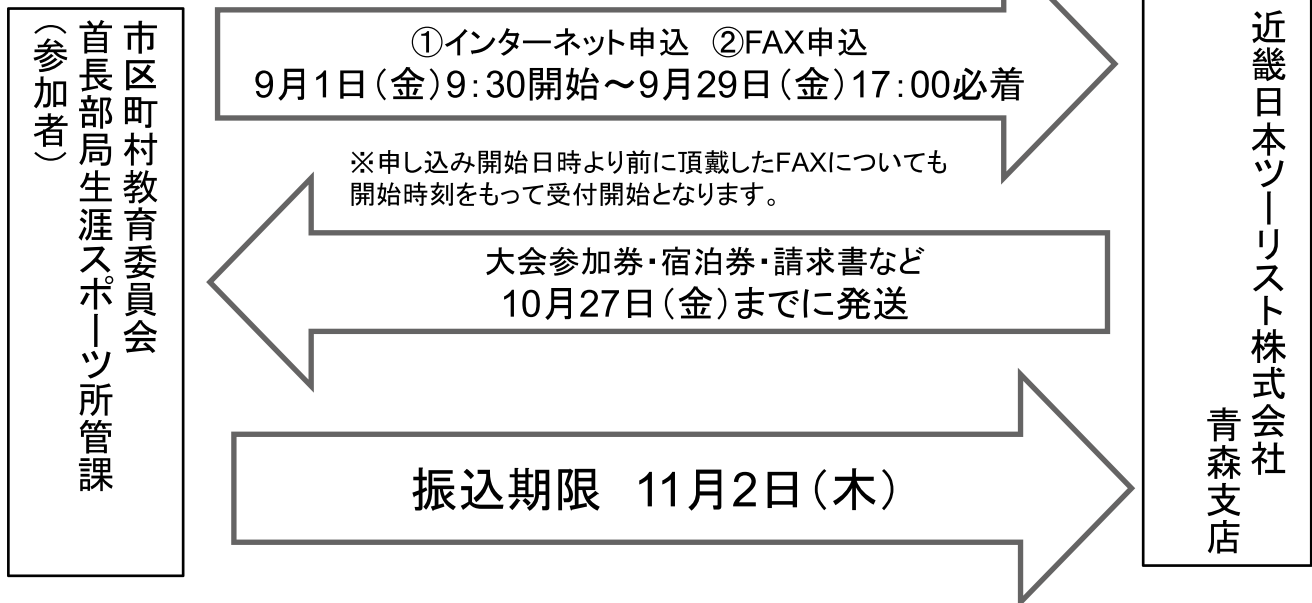 市区町村教育委員会
首長部局生涯スポーツ所管課
（参加者）
①インターネット申込 ②FAX申込
9月1日（金）9:30開始～9月29日（金）17:00必着
※申し込み開始日時より前に頂戴したFAXについても
開始時刻をもって受付開始となります。
大会参加券・宿泊券・請求書など
10月27日（金）までに発送
振込期限 11月2日（木）
近畿日本ツーリスト株式会社
青森支店